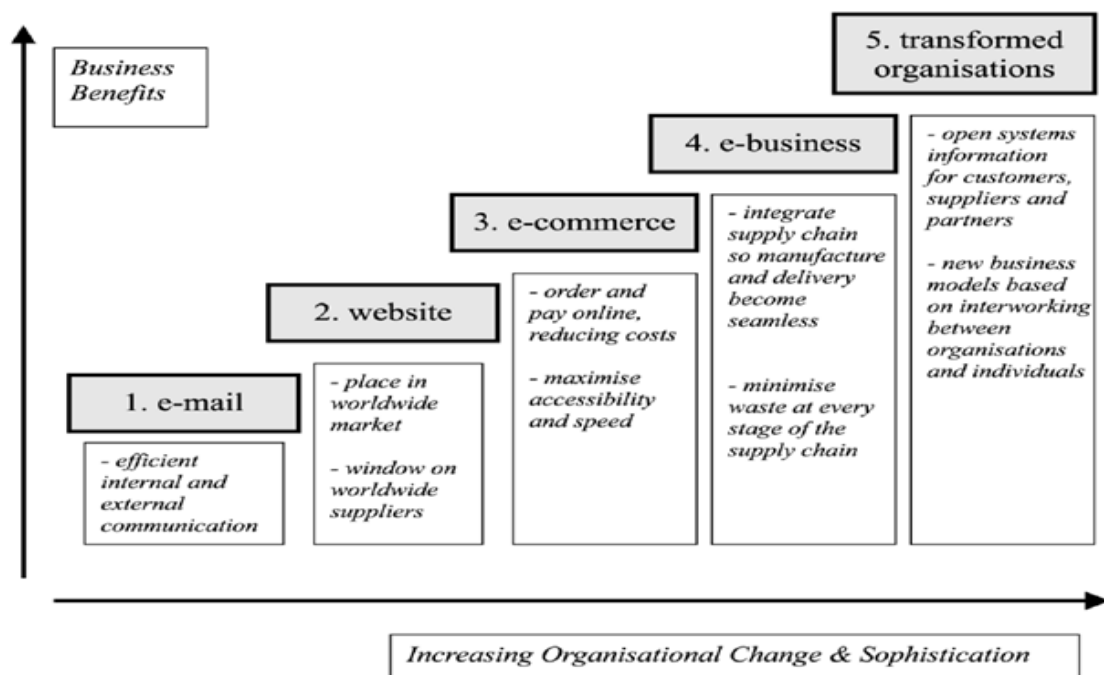 Business
Benefits
1. e-mail
- efficient
internal and
external
communication
2. website
- place in
worldwide
market
- window on
worldwide
suppliers
3. e-commerce
- order and
pay online,
reducing costs
- maximise
accessibility
and speed
4. e-business
- integrate
supply chain
so manufacture
and delivery
become
seamless
- minimise
waste at every
stage of the
supply chain
5. transformed
organisations
- open systems
information
for customers,
suppliers and
partners
- new business
models based
on interworking
between
organisations
and individuals
Increasing Organisational Change & Sophistication